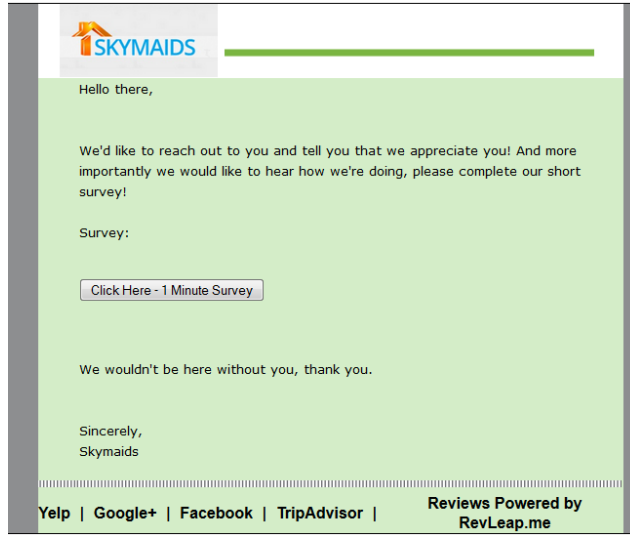 SKYMAIDS
Hello there,
We'd like to reach out to you and tell you that we appreciate you! And more
importantly we would like to hear how we're doing, please complete our short
survey!
Survey:
Click Here - 1 Minute Survey
We wouldn't be here without you, thank you.
Sincerely,
Skymaids
Yelp | Google+ | Facebook | TripAdvisor |
Reviews Powered by
RevLeap.me